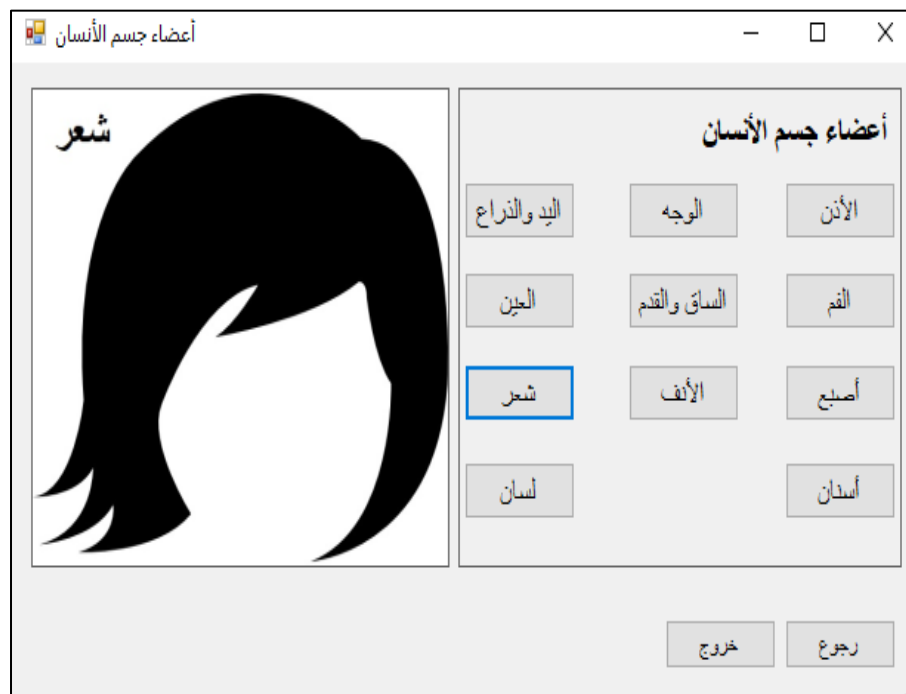 أعضاء جسم الأنسان
شعر
أعضاء جسم الأنسان
الأذن
الوجه
اليد والذراع
الفم
الساق والقدم
العين
أصبع
الأنف
شعر
أسنان
لسان
رجوع
خروج